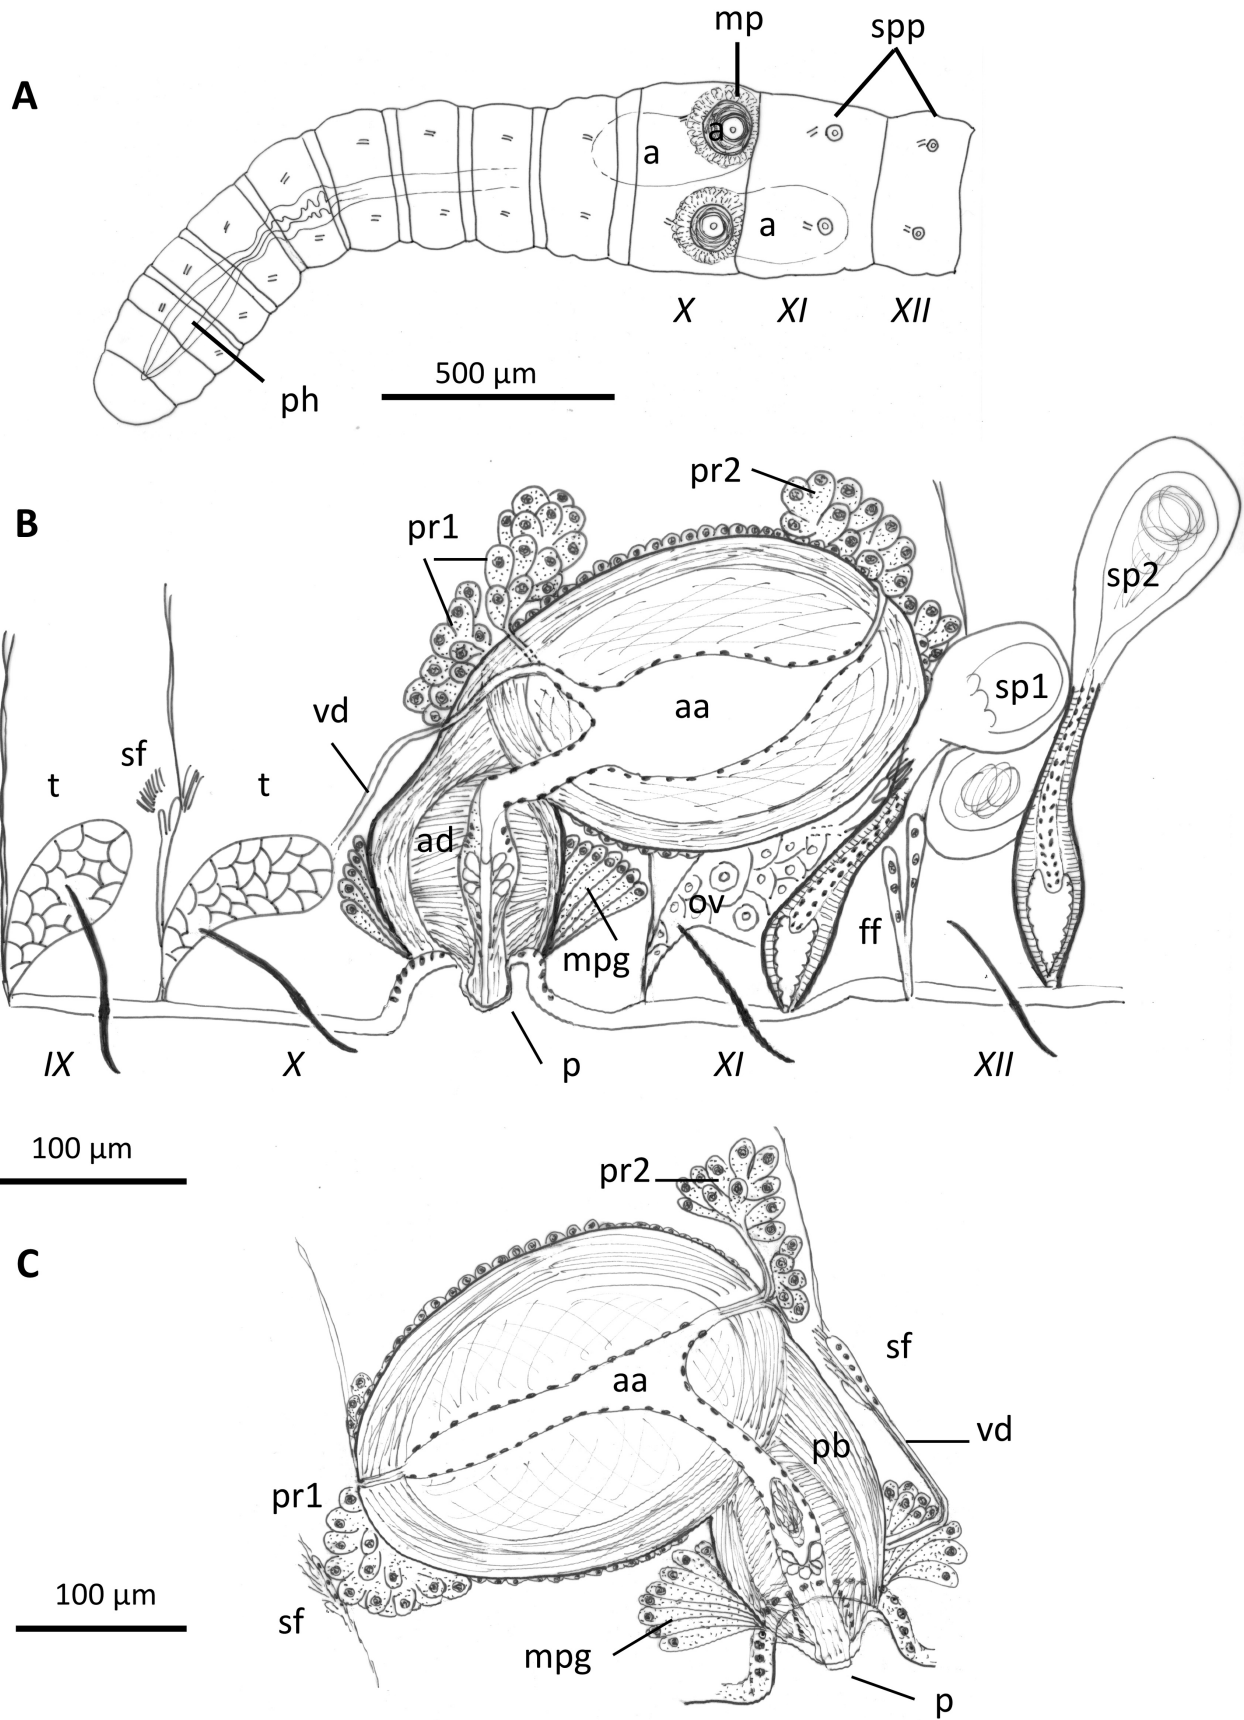 mp
spp
A
a
a
a
X
XI
XII
500 µm
ph
B
pr2
pr1
sp2
sp1
aa
vd
sf
t
t
ad
ov
ff
mpg
IX
X
p
XI
XII
100 µm
pr2
C
sf
aa
vd
pb
pr1
100 µm
sf
mpg
p